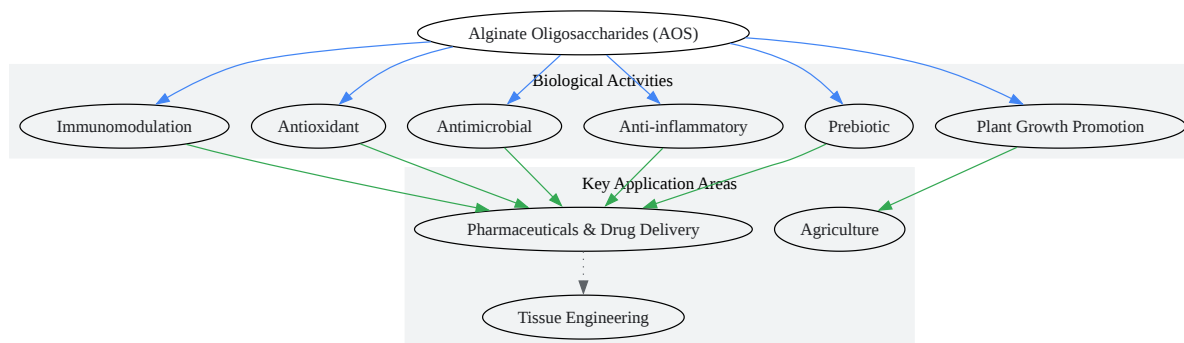 Alginate Oligosaccharides (AOS)
Biological Activities
Immunomodulation
Antioxidant
Antimicrobial
Anti-inflammatory
Prebiotic
Plant Growth Promotion
Key Application Areas
Pharmaceuticals & Drug Delivery
Agriculture
Tissue Engineering